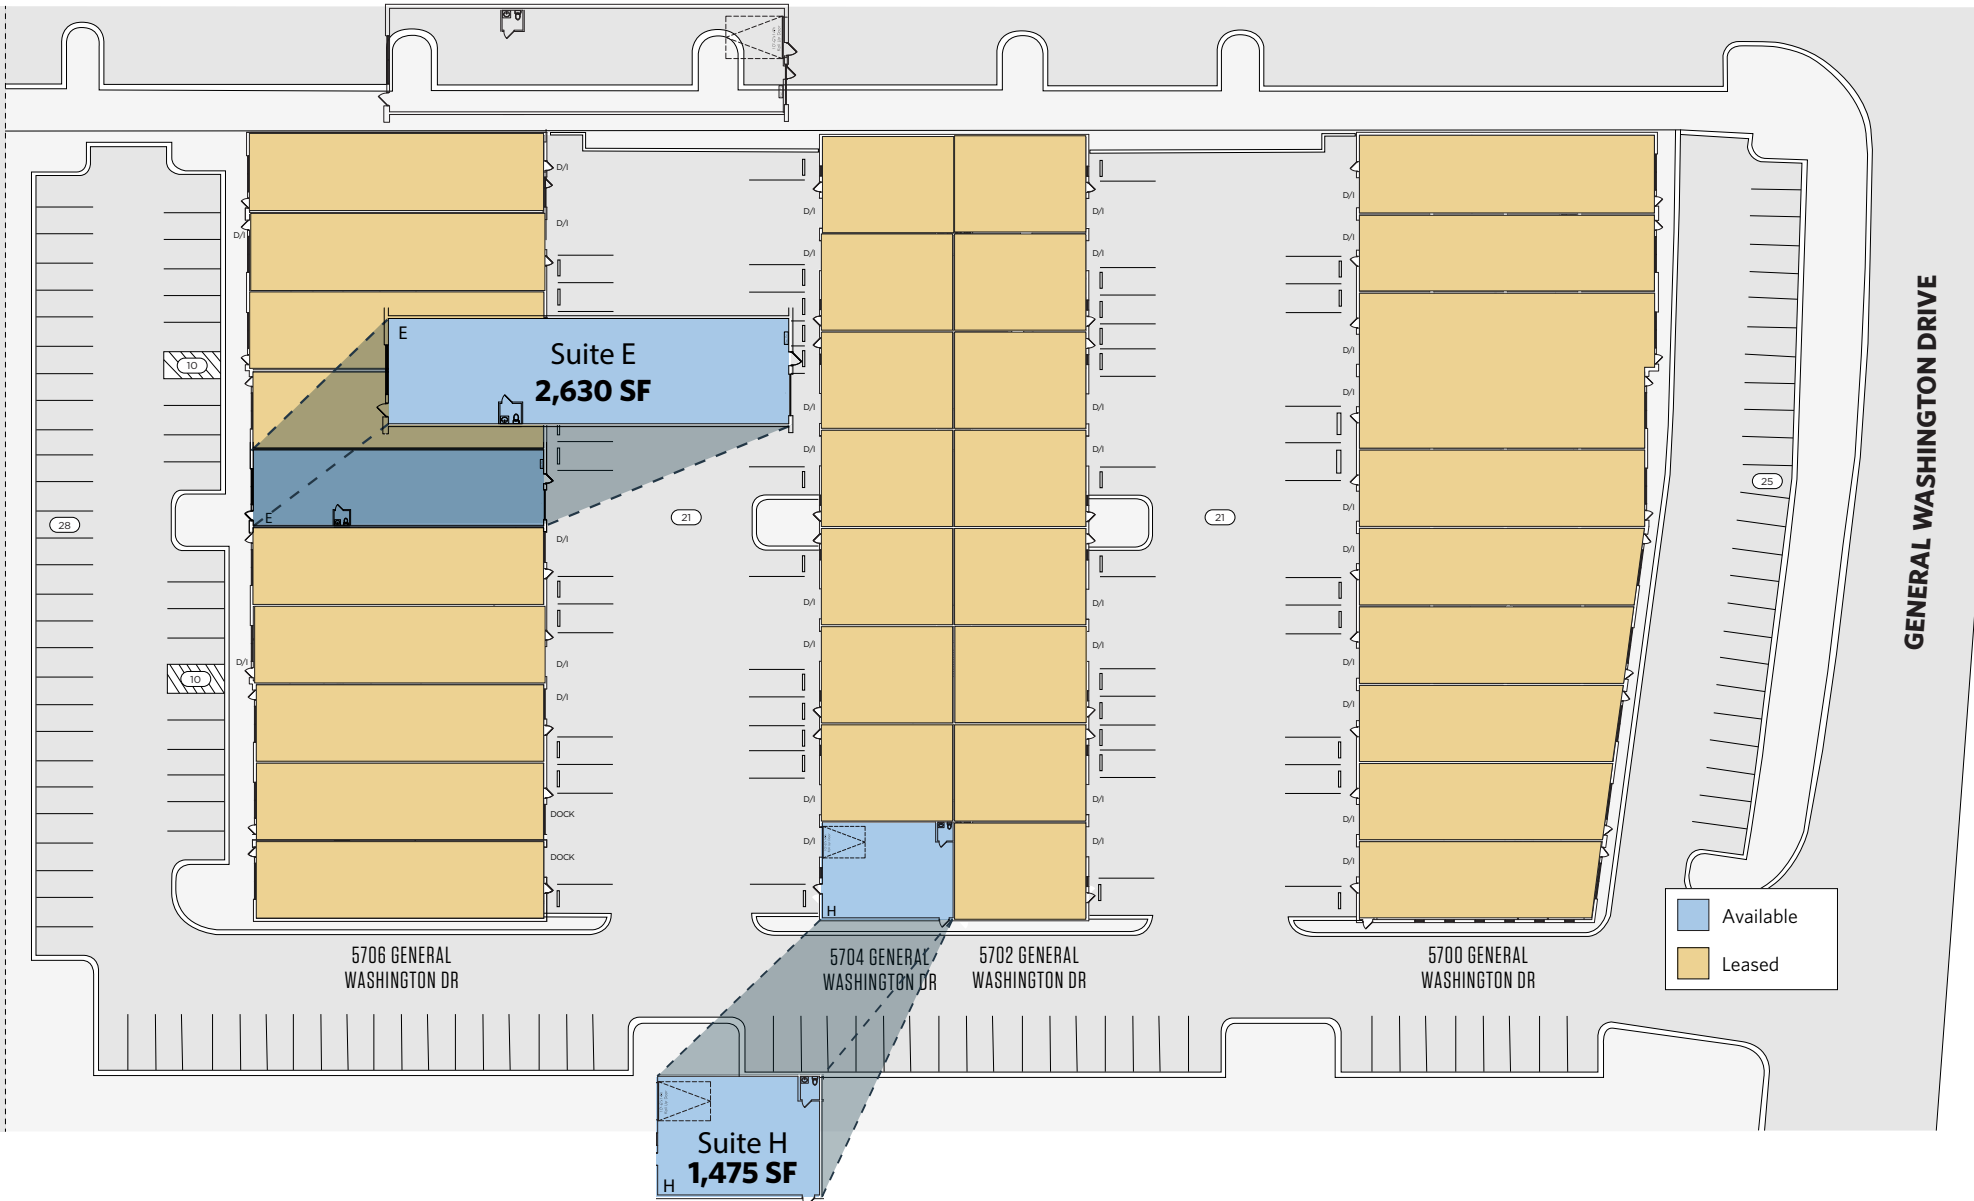 D/I
D/I
D/I
D/I
D/I
D/I
D/I
D/I
D/I
D/I
E
Suite E
2,630 SF
D/I
10
D/I
D/I
D/I
D/I
D/I
E
28
21
21
25
GENERAL WASHINGTON DRIVE
D/I
D/I
D/I
D/I
D/I
D/I
10
D/I
D/I
D/I
D/I
D/I
D/I
DOCK
D/I
D/I
D/I
DOCK
D/I
D/I
D/I
H
Available
Leased
5706 GENERAL
WASHINGTON DR
5704 GENERAL
WASHINGTON DR
5702 GENERAL
WASHINGTON DR
5700 GENERAL
WASHINGTON DR
Suite H
1,475 SF
H